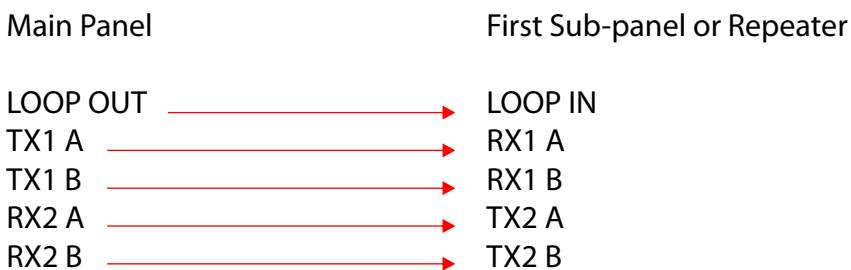 Main Panel First Sub-panel or Repeater
LOOP OUT LOOP IN
TX1 A RX1 A
TX1 B RX1 B
RX2 A TX2 A
RX2 B TX2 B